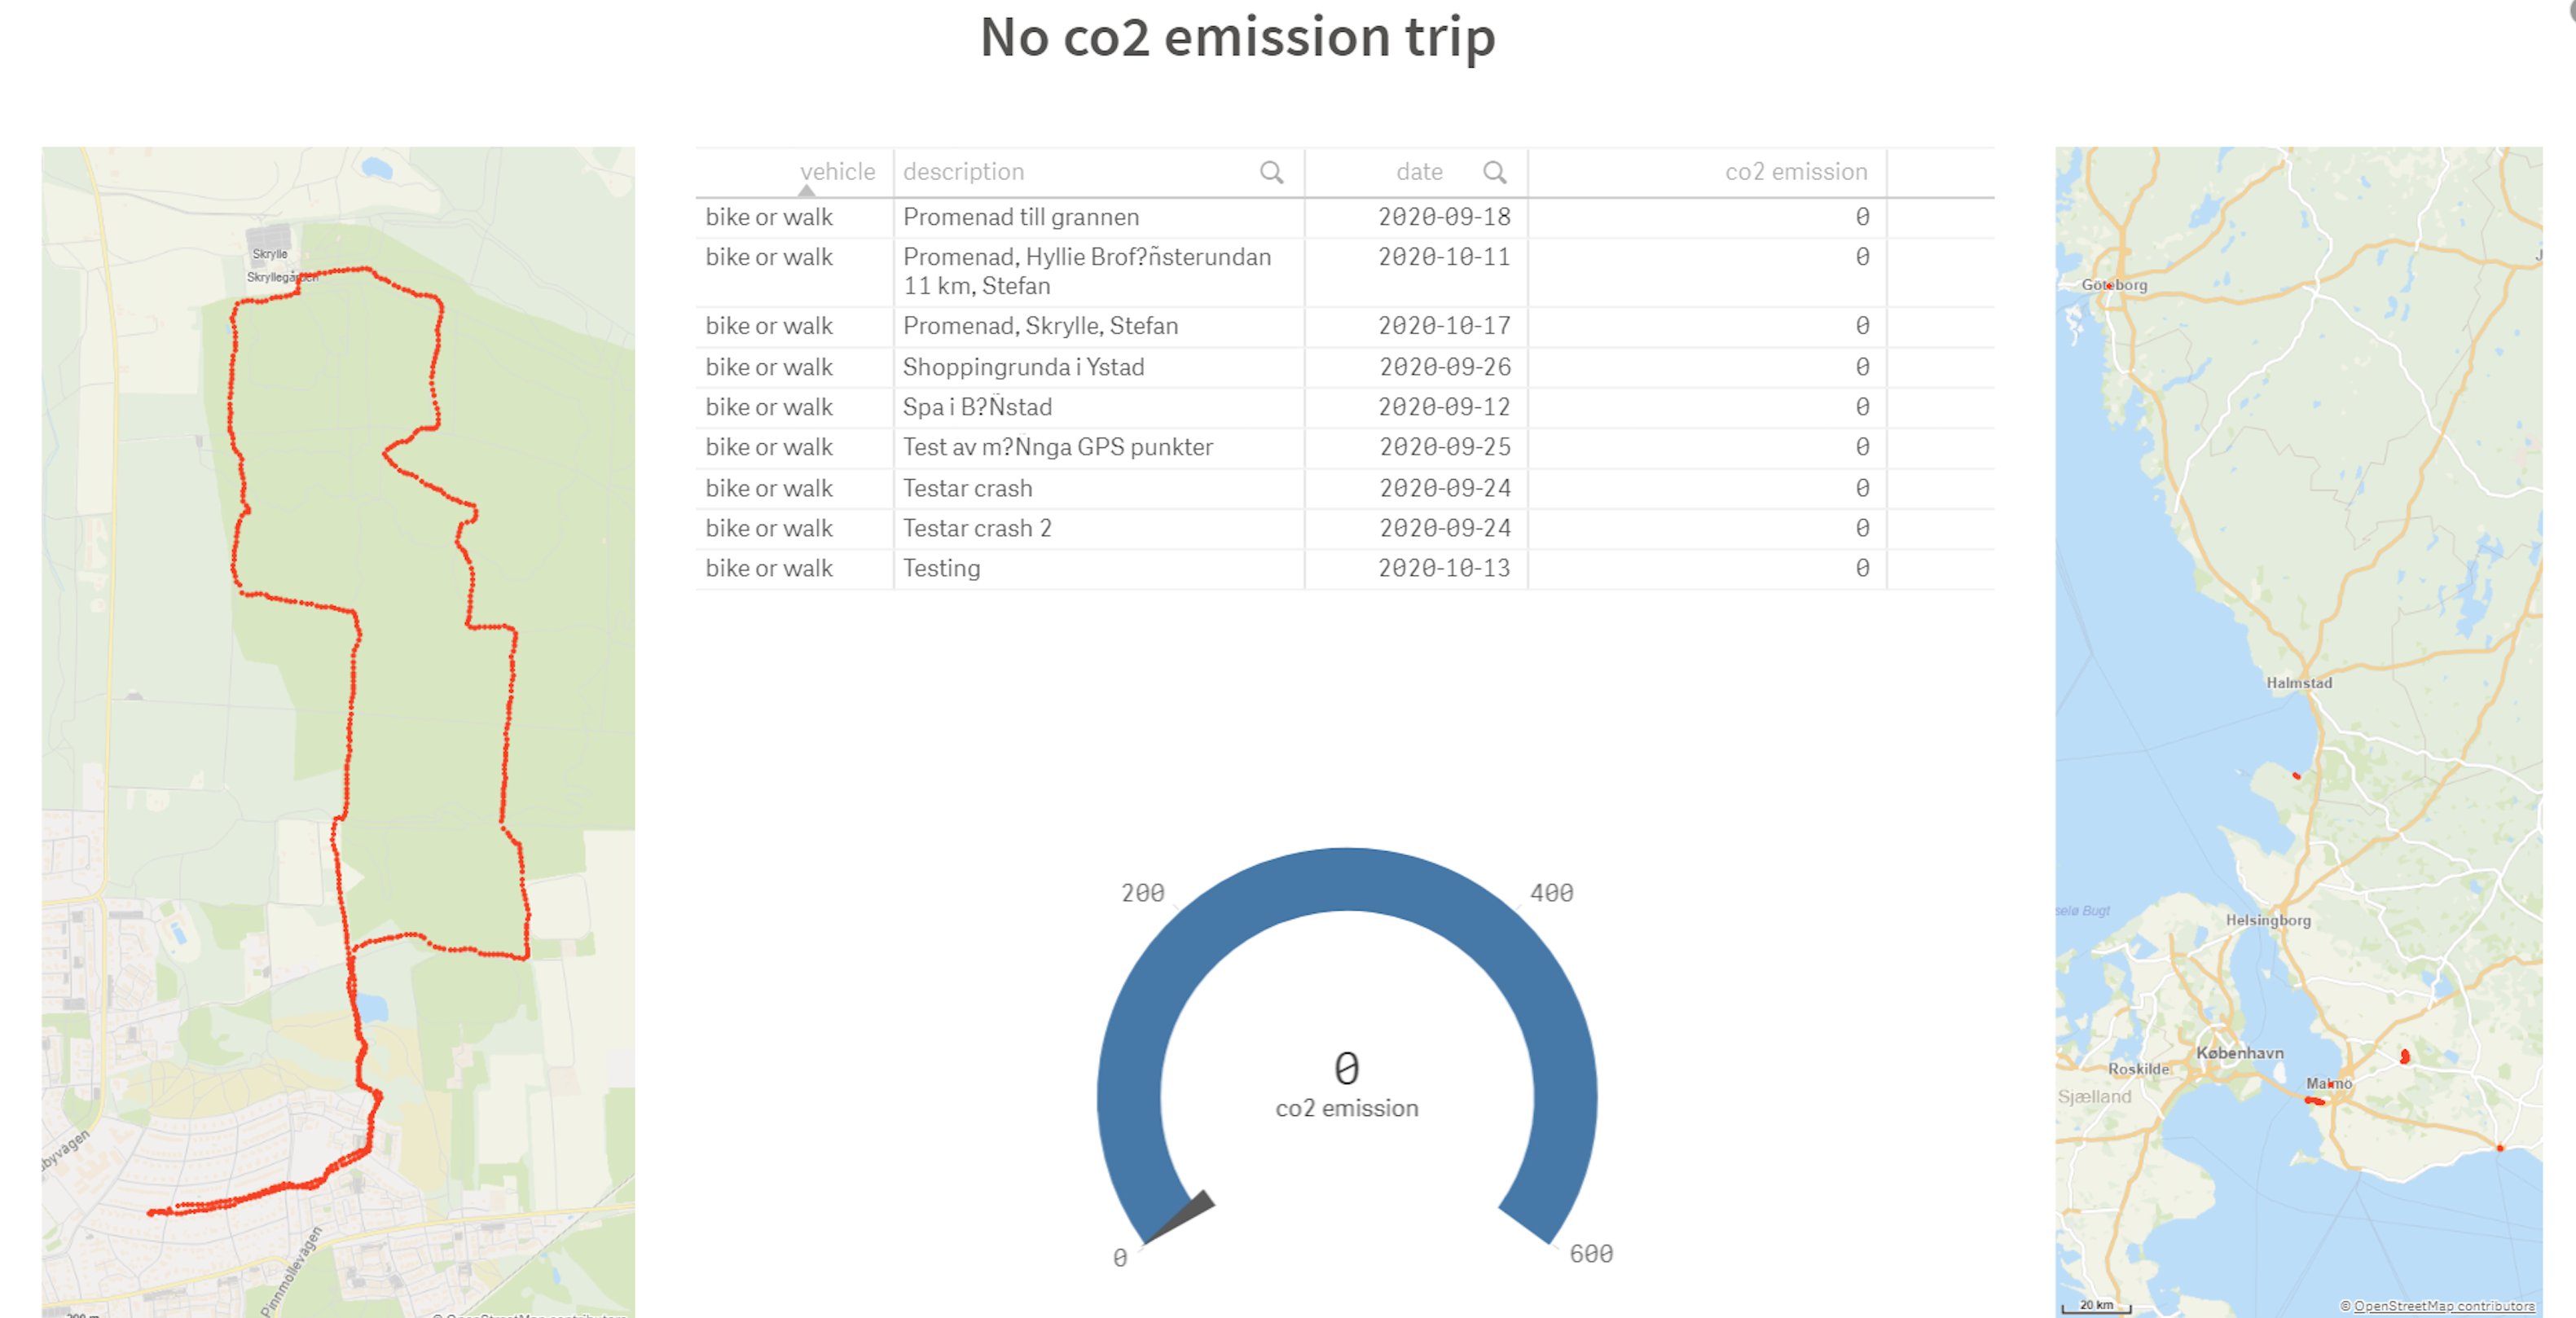 No co2 emission trip
Skrylle
Skryllegården
Pinnmöllevägen
vehicle description date co2 emission
bike or walk Promenad till grannen 2020-09-18 0
bike or walk Promenad, Hyllie Brof?ñsterundan 2020-10-11 0
11 km, Stefan
bike or walk Promenad, Skrylle, Stefan 2020-10-17 0
bike or walk Shoppingrunda i Ystad 2020-09-26 0
bike or walk Spa i B?Ñstad 2020-09-12 0
bike or walk Test av m?Ñnga GPS punkter 2020-09-25 0
bike or walk Testar crash 2020-09-24 0
bike or walk Testar crash 2 2020-09-24 0
bike or walk Testing 2020-10-13 0
200
400
0
co2 emission
0
600
Göteborg
Halmstad
Helsingborg
København
Roskilde
Malmö
Sjælland
20 km
© OpenStreetMap contributors